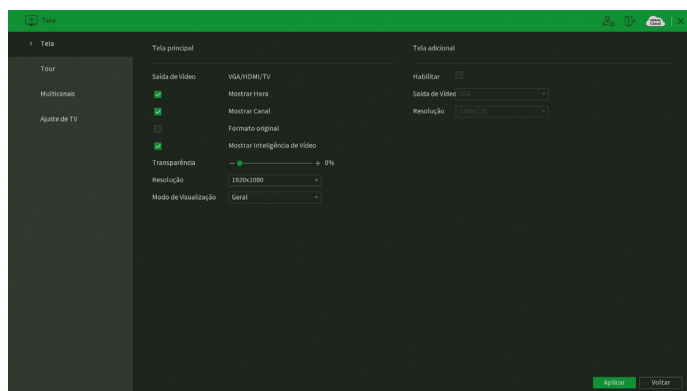 Tela
Tela
Tour
Multicanais
Ajuste de TV
Tela principal
Saída de Vídeo VGA/HDMI/TV
Mostrar Hora
Mostrar Canal
Formato original
Mostrar Inteligência de Vídeo
Transparência 0%
Resolução 1920x1080
Modo de Visualização Geral
Tela adicional
Habilitar
Saída de Vídeo VGA
Resolução
Aplicar Voltar